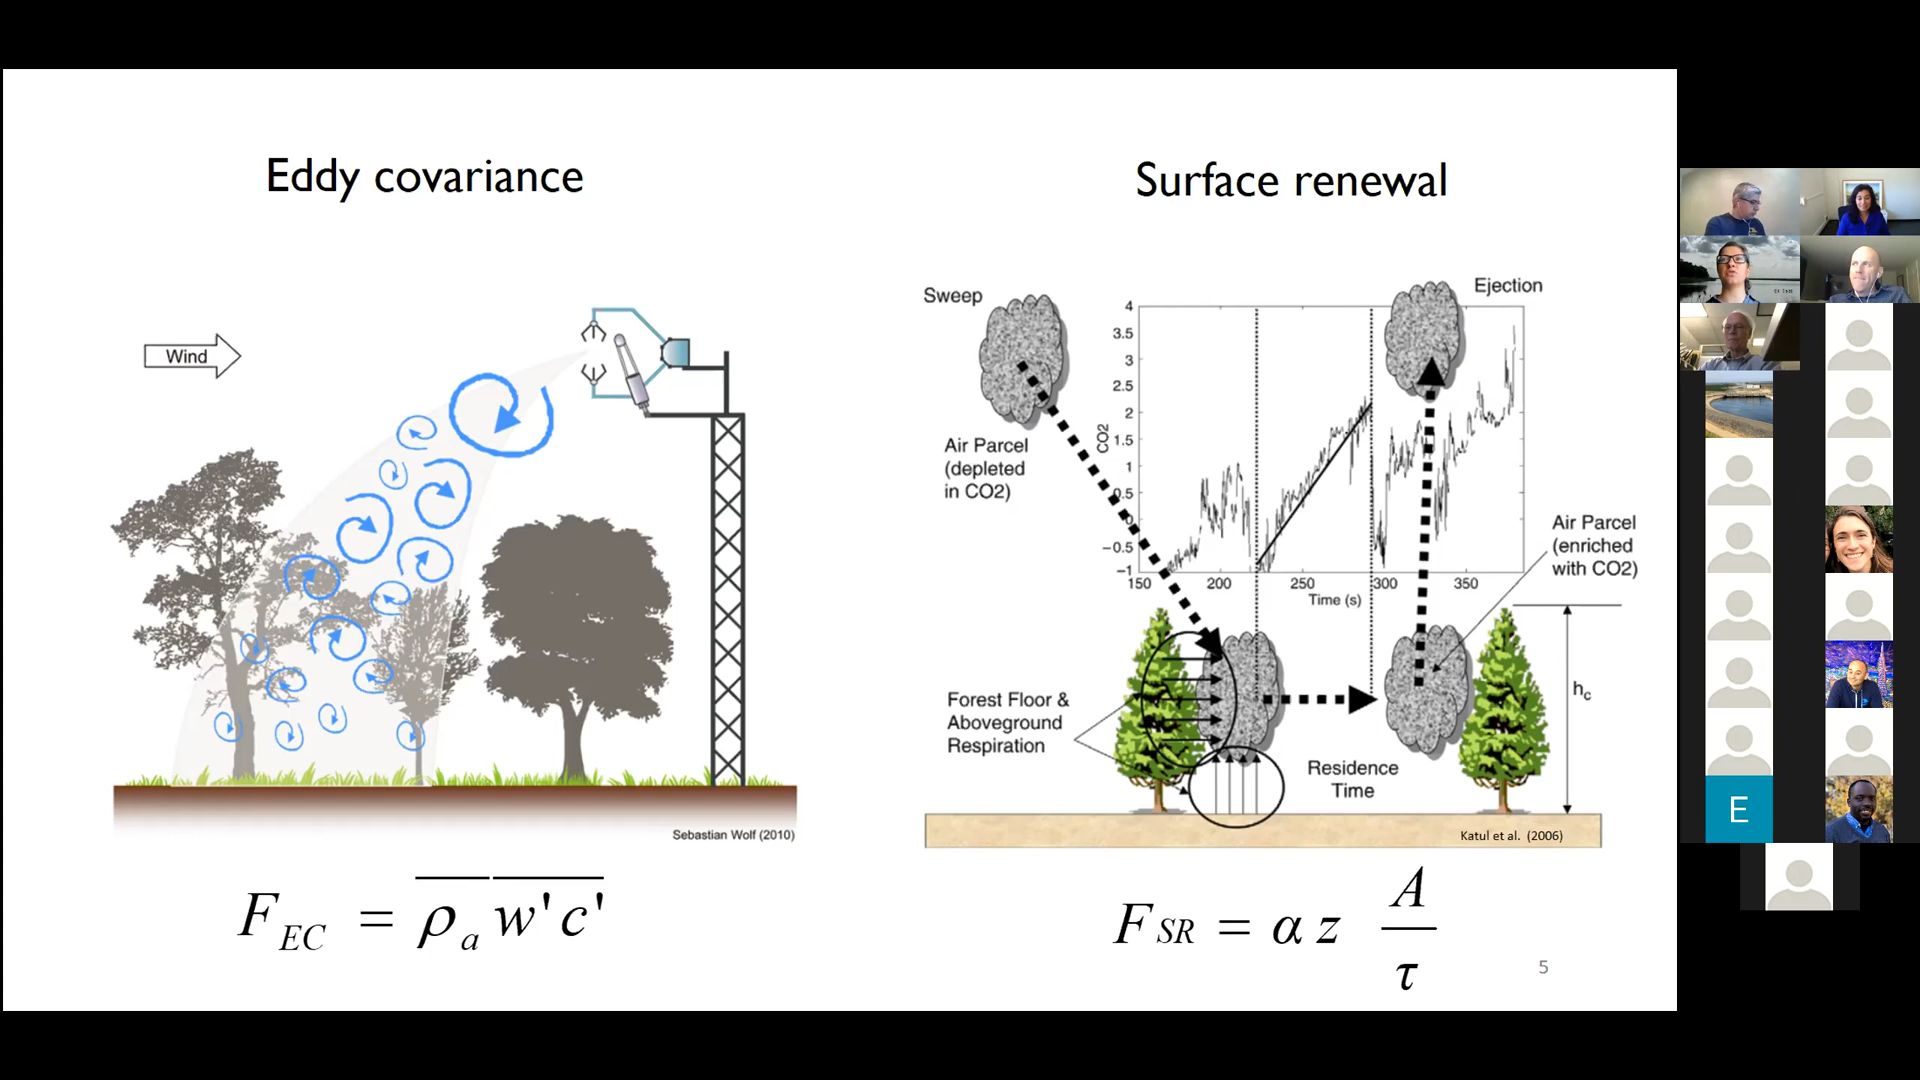 Eddy covariance
Surface renewal
Wind
Sebastian Wolf (2010)
Sweep
Ejection
Air Parcel
(depleted
in CO2)
CO2
4
3.5
3
2.5
2
1.5
1
0.5
0
−0.5
−1
150
200
250
300
350
Time (s)
Air Parcel
(enriched
with CO2)
Forest Floor &
Aboveground
Respiration
Residence
Time
hc
Katul et al. (2006)
F_EC = ρ_a w'c'
F_SR = α z A/τ
5
E